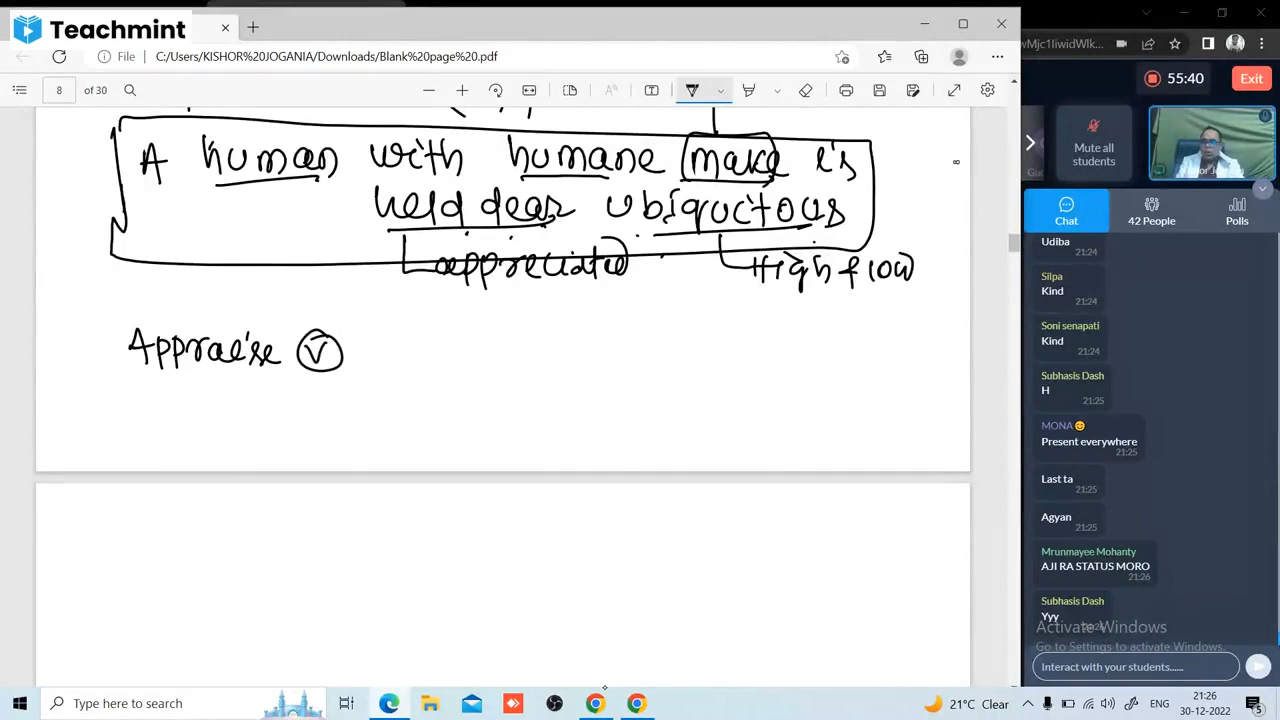 Teachmint
File C:/Users/KISHOR%20JOGANIA/Downloads/Blank%20page%20.pdf
8 of 30
wMjc1IiwidWlk...
55:40 Exit
A human with humane make is
held dear ubiquitous
appreciated High & low
Appraise V
Mute all
students
Chat
42 People
Polls
Udiba
21:24
Silpa
Kind
21:24
Soni senapati
Kind
21:24
Subhasis Dash
H
21:25
MONA😊
Present everywhere
21:25
Last ta
21:25
Agyan
21:25
Mrunmayee Mohanty
AJI RA STATUS MORO
21:26
Subhasis Dash
Yyy
Activate Windows
Go to Settings to activate Windows.
Interact with your students......
Type here to search
21°C Clear
ENG
21:26
30-12-2022
5